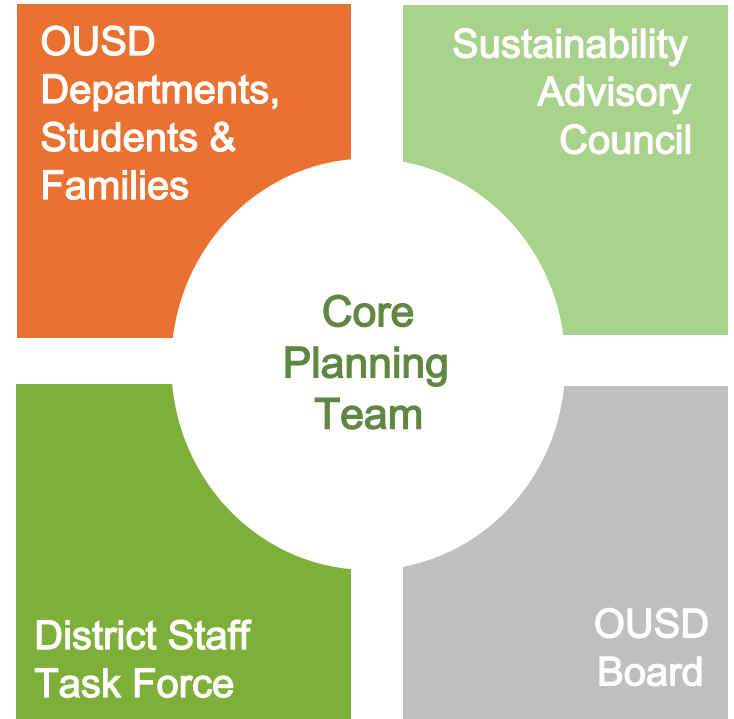 OUSD
Departments,
Students &
Families
Sustainability
Advisory
Council
Core
Planning
Team
District Staff
Task Force
OUSD
Board